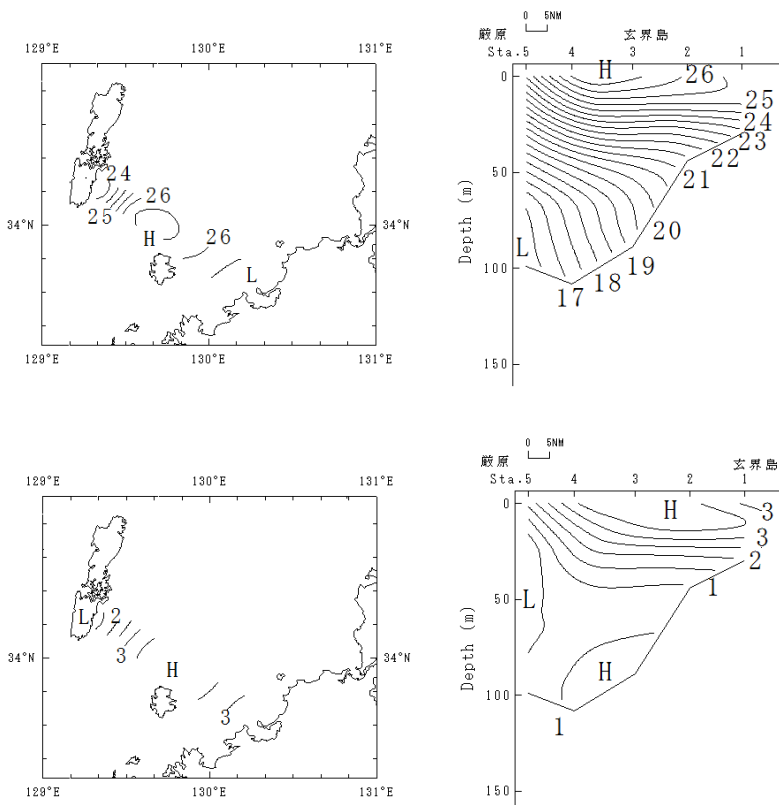 129°E 130°E 131°E
24
26
25
34°N 34°N
H
26
L
129°E 130°E 131°E
0 5NM
厳原 玄界島
Sta.5 4 3 2 1
0
50
100
150
Depth (m)
H
26
25
24
23
22
21
20
19
18
17
L
129°E 130°E 131°E
L
2
3
34°N 34°N
H
3
129°E 130°E 131°E
0 5NM
厳原 玄界島
Sta.5 4 3 2 1
0
50
100
150
Depth (m)
H
3
3
2
1
L
H
1